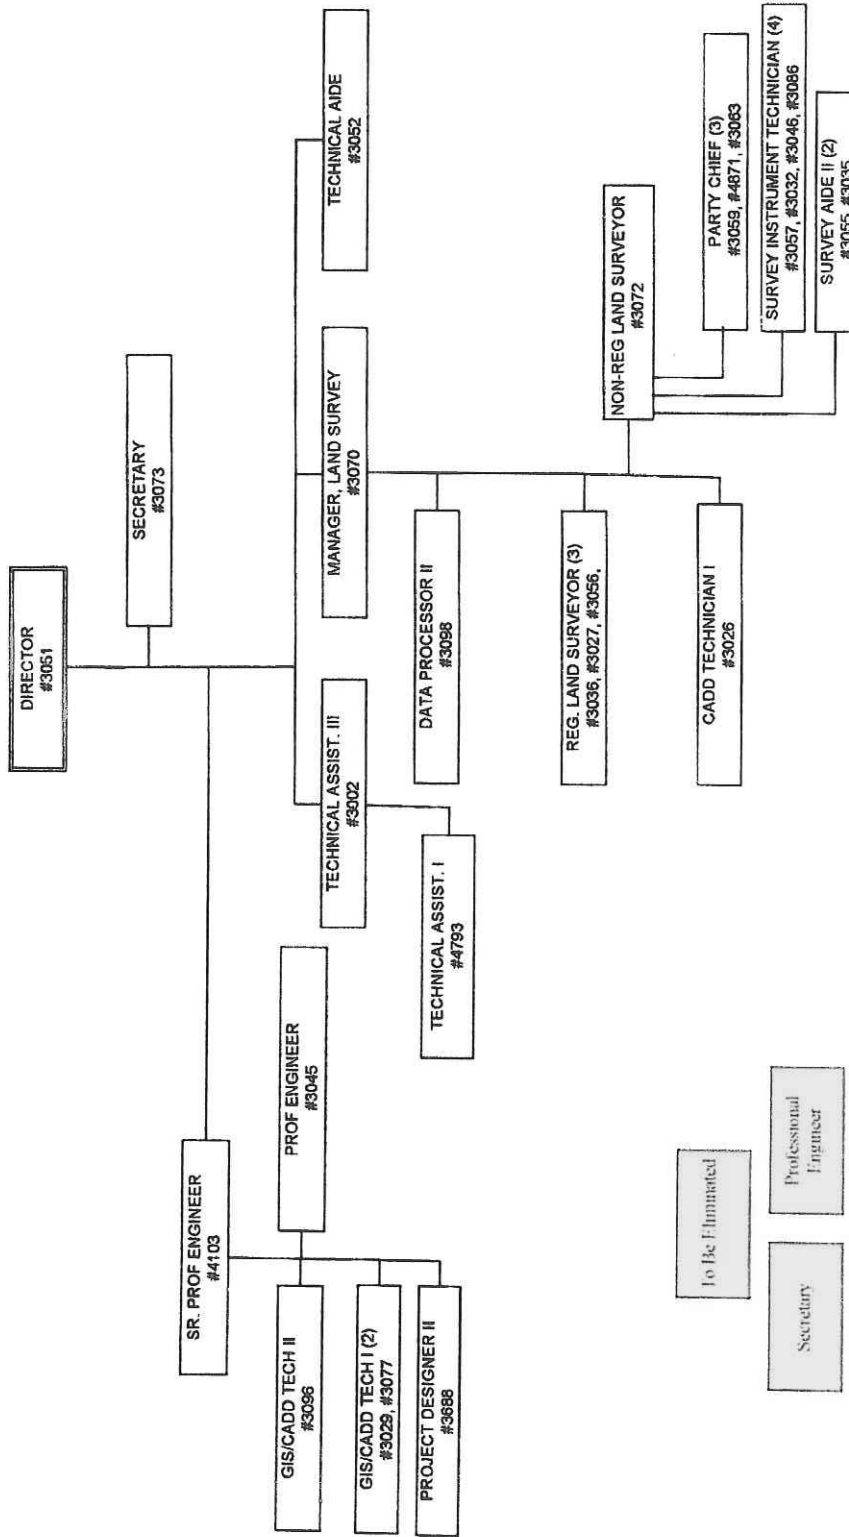 DIRECTOR
#3051
SECRETARY
#3073
SR. PROF ENGINEER
#4103
PROF ENGINEER
#3045
GIS/CADD TECH II
#3096
GIS/CADD TECH I (2)
#3029, #3077
PROJECT DESIGNER II
#3688
TECHNICAL ASSIST. III
#3002
TECHNICAL ASSIST. I
#4793
MANAGER, LAND SURVEY
#3070
TECHNICAL AIDE
#3052
DATA PROCESSOR II
#3098
REG. LAND SURVEYOR (3)
#3036, #3027, #3056,
CADD TECHNICIAN I
#3026
NON-REG LAND SURVEYOR
#3072
PARTY CHIEF (3)
#3059, #4871, #3063
SURVEY INSTRUMENT TECHNICIAN (4)
#3057, #3032, #3046, #3086
SURVEY AIDE II (2)
#3055, #3035
To Be Eliminated
Secretary
Professional
Engineer